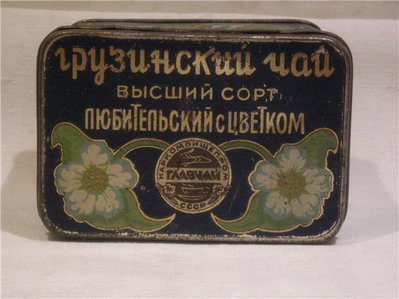 грузинский чай
высший сорт
любительский с цветком
НАРКОМПИЩЕПРОМ
ГЛАВЧАЙ
СССР